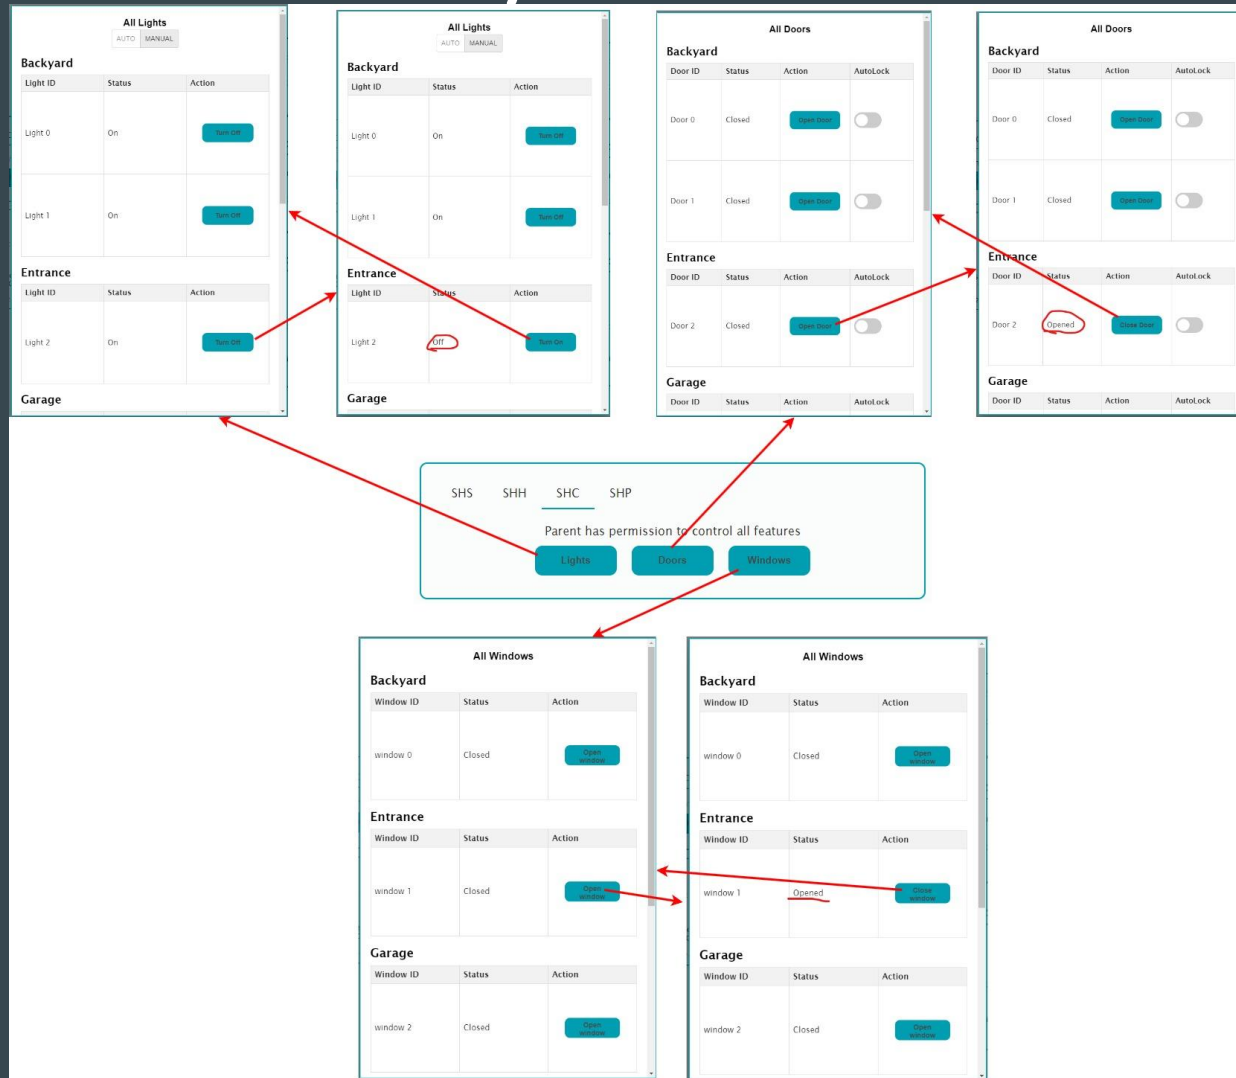 All Lights
AUTO MANUAL
Backyard
Light ID Status Action
Light 0 On Turn Off
Light 1 On Turn Off
Entrance
Light ID Status Action
Light 2 On Turn Off
Garage
All Lights
AUTO MANUAL
Backyard
Light ID Status Action
Light 0 On Turn Off
Light 1 On Turn Off
Entrance
Light ID Status Action
Light 2 Off Turn On
Garage
All Doors
Backyard
Door ID Status Action AutoLock
Door 0 Closed Open Door
Door 1 Closed Open Door
Entrance
Door ID Status Action AutoLock
Door 2 Closed Open Door
Garage
Door ID Status Action AutoLock
All Doors
Backyard
Door ID Status Action AutoLock
Door 0 Closed Open Door
Door 1 Closed Open Door
Entrance
Door ID Status Action AutoLock
Door 2 Opened Close Door
Garage
Door ID Status Action AutoLock
SHS SHH SHC SHP
Parent has permission to control all features
Lights Doors Windows
All Windows
Backyard
Window ID Status Action
window 0 Closed Open window
Entrance
Window ID Status Action
window 1 Closed Open window
Garage
Window ID Status Action
window 2 Closed Open window
All Windows
Backyard
Window ID Status Action
window 0 Closed Open window
Entrance
Window ID Status Action
window 1 Opened Close window
Garage
Window ID Status Action
window 2 Closed Open window